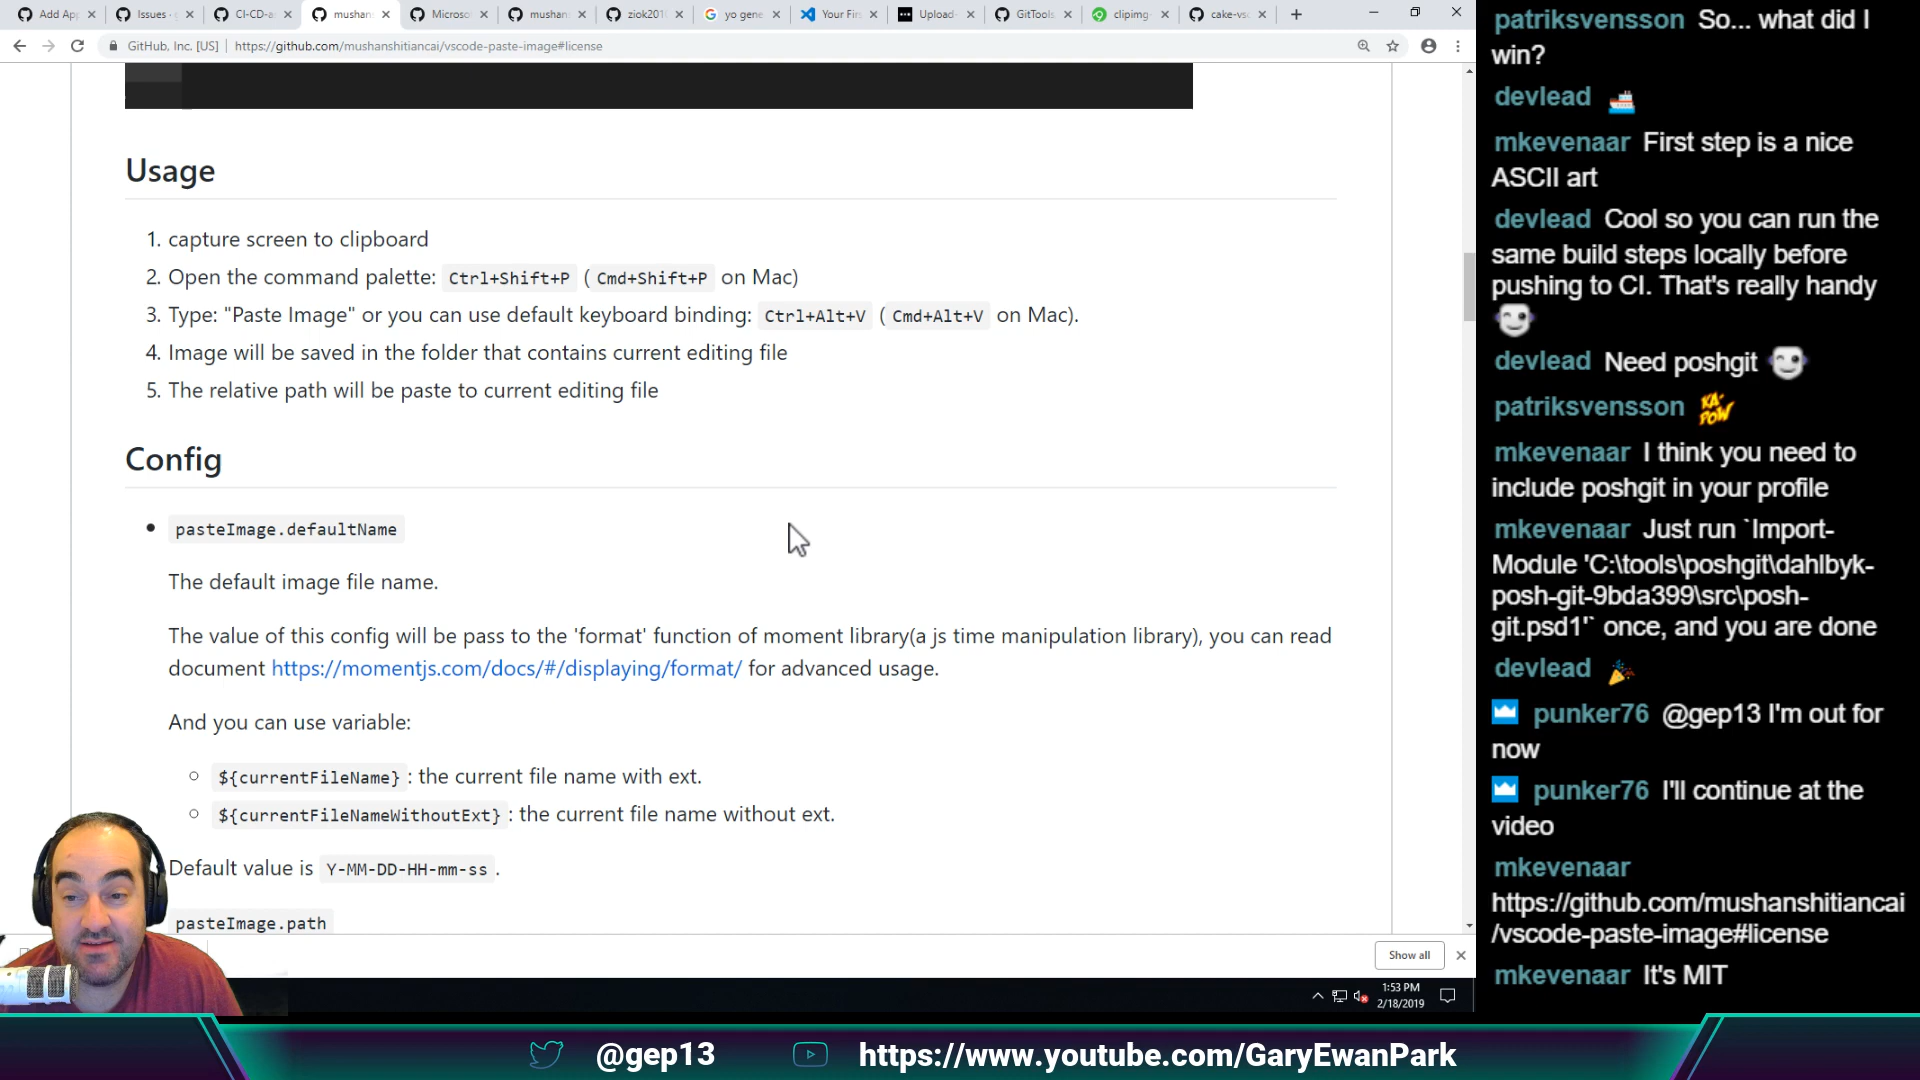 Add App
Issues · g
CI-CD-a
mushan
Microso
mushan
ziok201
yo gene
Your Fir
Upload-
GitTools
clipimg-
cake-vsc
GitHub, Inc. [US] | https://github.com/mushanshitiancai/vscode-paste-image#license
Usage
1. capture screen to clipboard
2. Open the command palette: Ctrl+Shift+P ( Cmd+Shift+P on Mac)
3. Type: "Paste Image" or you can use default keyboard binding: Ctrl+Alt+V ( Cmd+Alt+V on Mac).
4. Image will be saved in the folder that contains current editing file
5. The relative path will be paste to current editing file
Config
pasteImage.defaultName
The default image file name.
The value of this config will be pass to the 'format' function of moment library(a js time manipulation library), you can read
document https://momentjs.com/docs/#/displaying/format/ for advanced usage.
And you can use variable:
${currentFileName} : the current file name with ext.
${currentFileNameWithoutExt} : the current file name without ext.
Default value is Y-MM-DD-HH-mm-ss .
pasteImage.path
Show all
1:53 PM
2/18/2019
patriksvensson So... what did I
win?
devlead
mkevenaar First step is a nice
ASCII art
devlead Cool so you can run the
same build steps locally before
pushing to CI. That's really handy
devlead Need poshgit
patriksvensson KA- POW
mkevenaar I think you need to
include poshgit in your profile
mkevenaar Just run `Import-
Module 'C:\tools\poshgit\dahlbyk-
posh-git-9bda399\src\posh-
git.psd1'` once, and you are done
devlead
punker76 @gep13 I'm out for
now
punker76 I'll continue at the
video
mkevenaar
https://github.com/mushanshitiancai
/vscode-paste-image#license
mkevenaar It's MIT
@gep13
https://www.youtube.com/GaryEwanPark